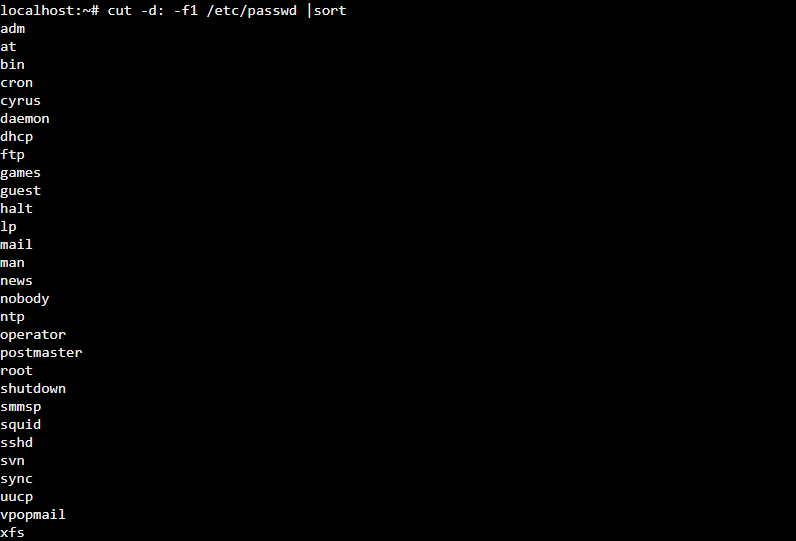 localhost:~# cut -d: -f1 /etc/passwd |sort
adm
at
bin
cron
cyrus
daemon
dhcp
ftp
games
guest
halt
lp
mail
man
news
nobody
ntp
operator
postmaster
root
shutdown
smmsp
squid
sshd
svn
sync
uucp
vpopmail
xfs